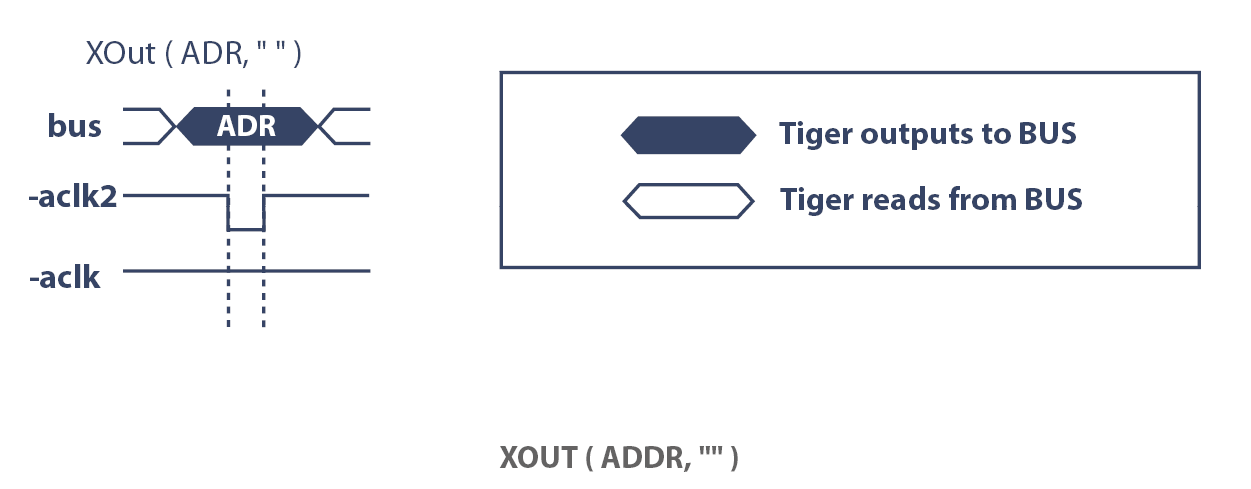 XOut ( ADR, " " )
bus
ADR
-aclk2
-aclk
Tiger outputs to BUS
Tiger reads from BUS
XOUT ( ADDR, "" )